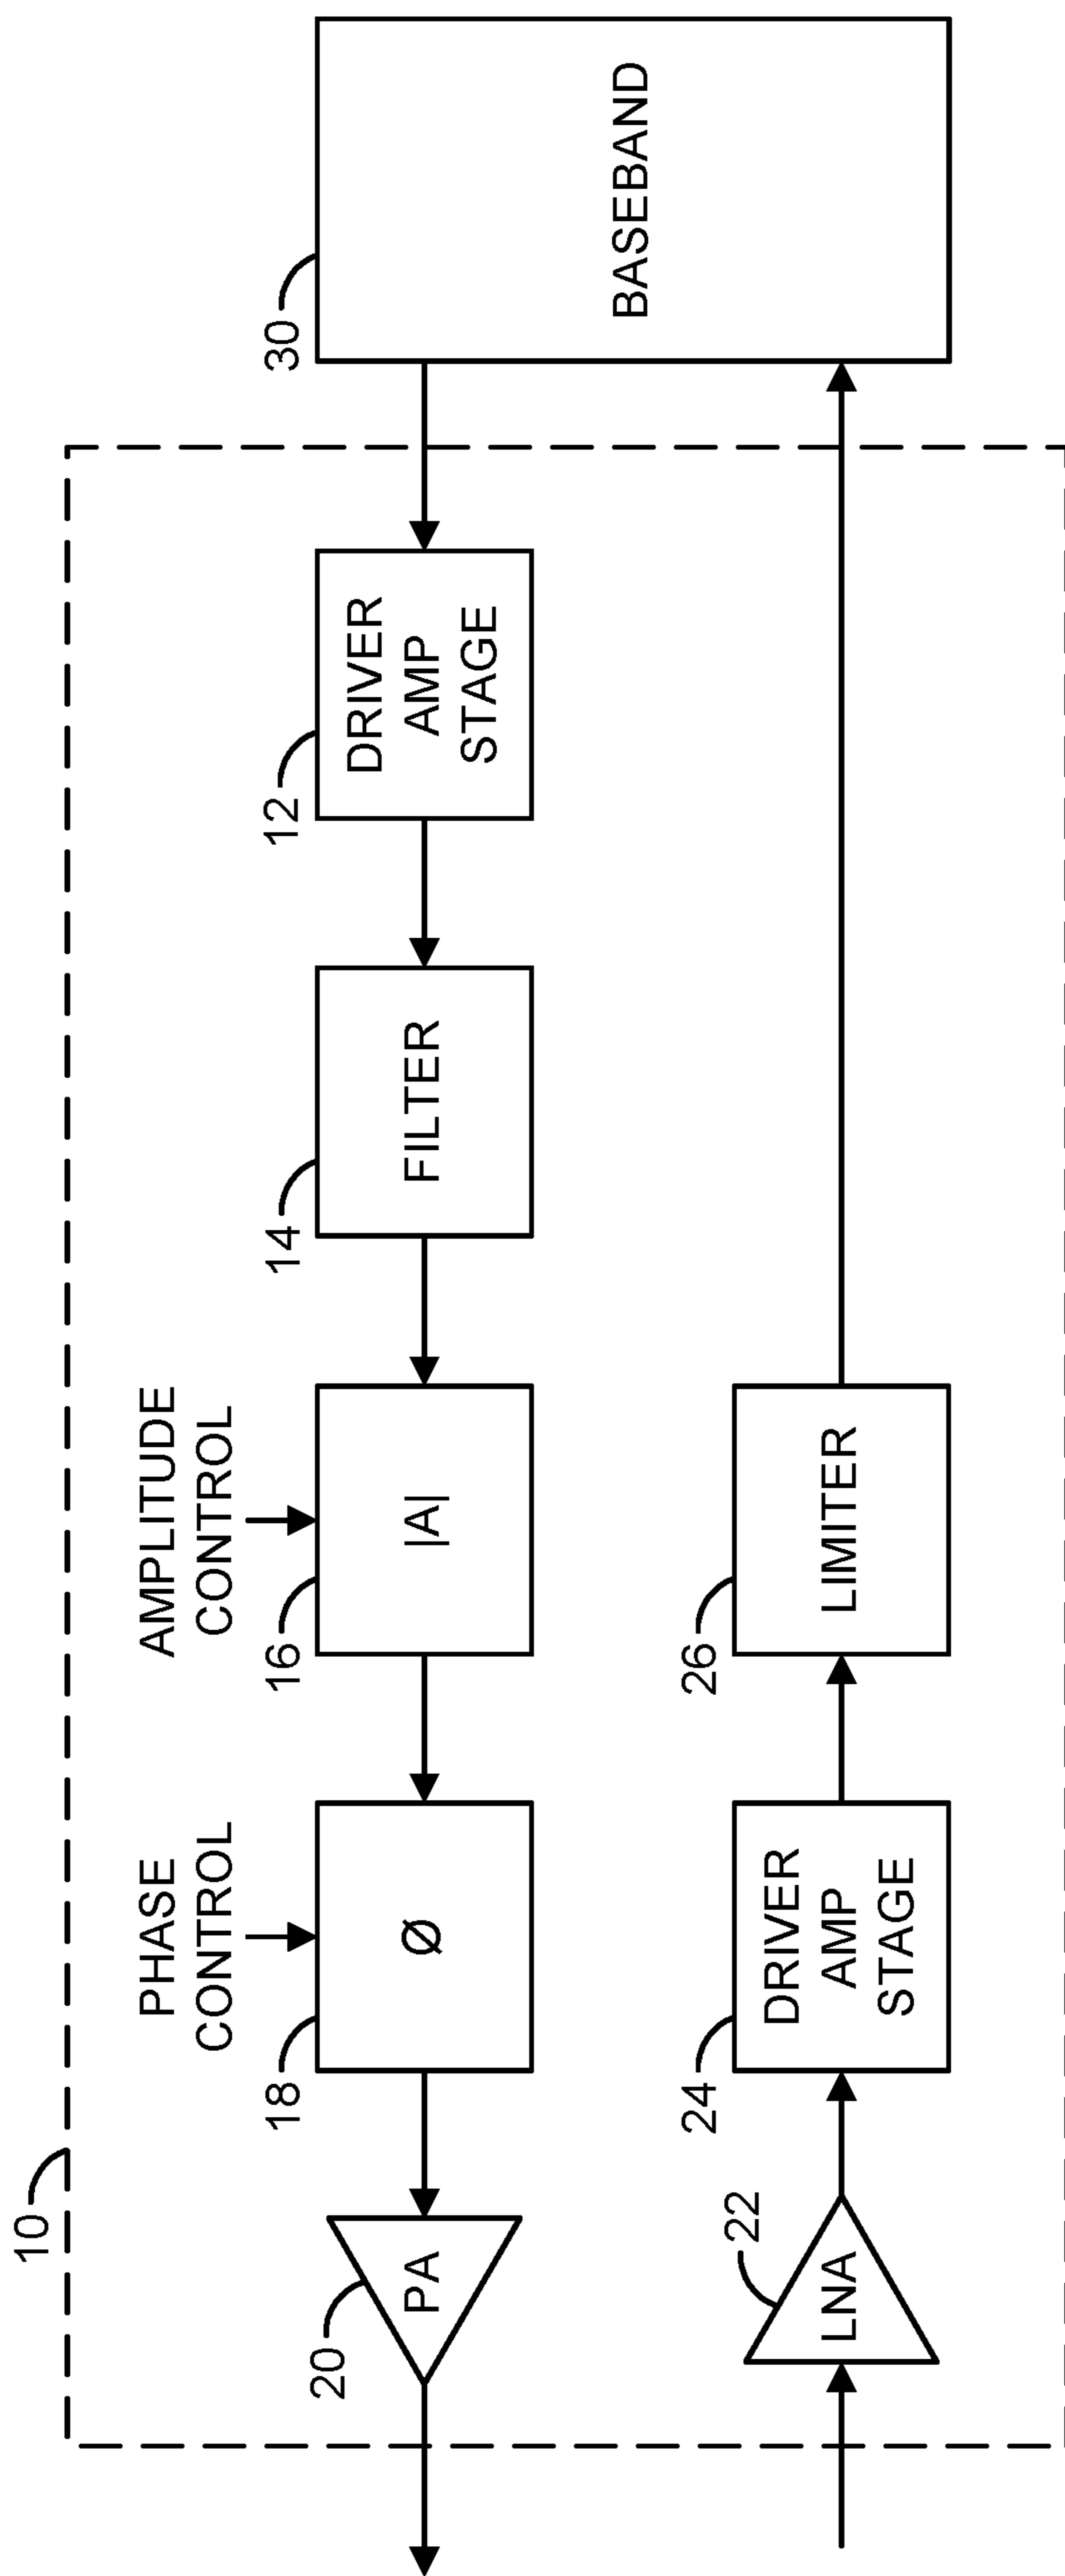 10
PHASE
CONTROL
AMPLITUDE
CONTROL
20
PA
18
Ø
16
|A|
14
FILTER
12
DRIVER
AMP
STAGE
30
BASEBAND
22
LNA
24
DRIVER
AMP
STAGE
26
LIMITER